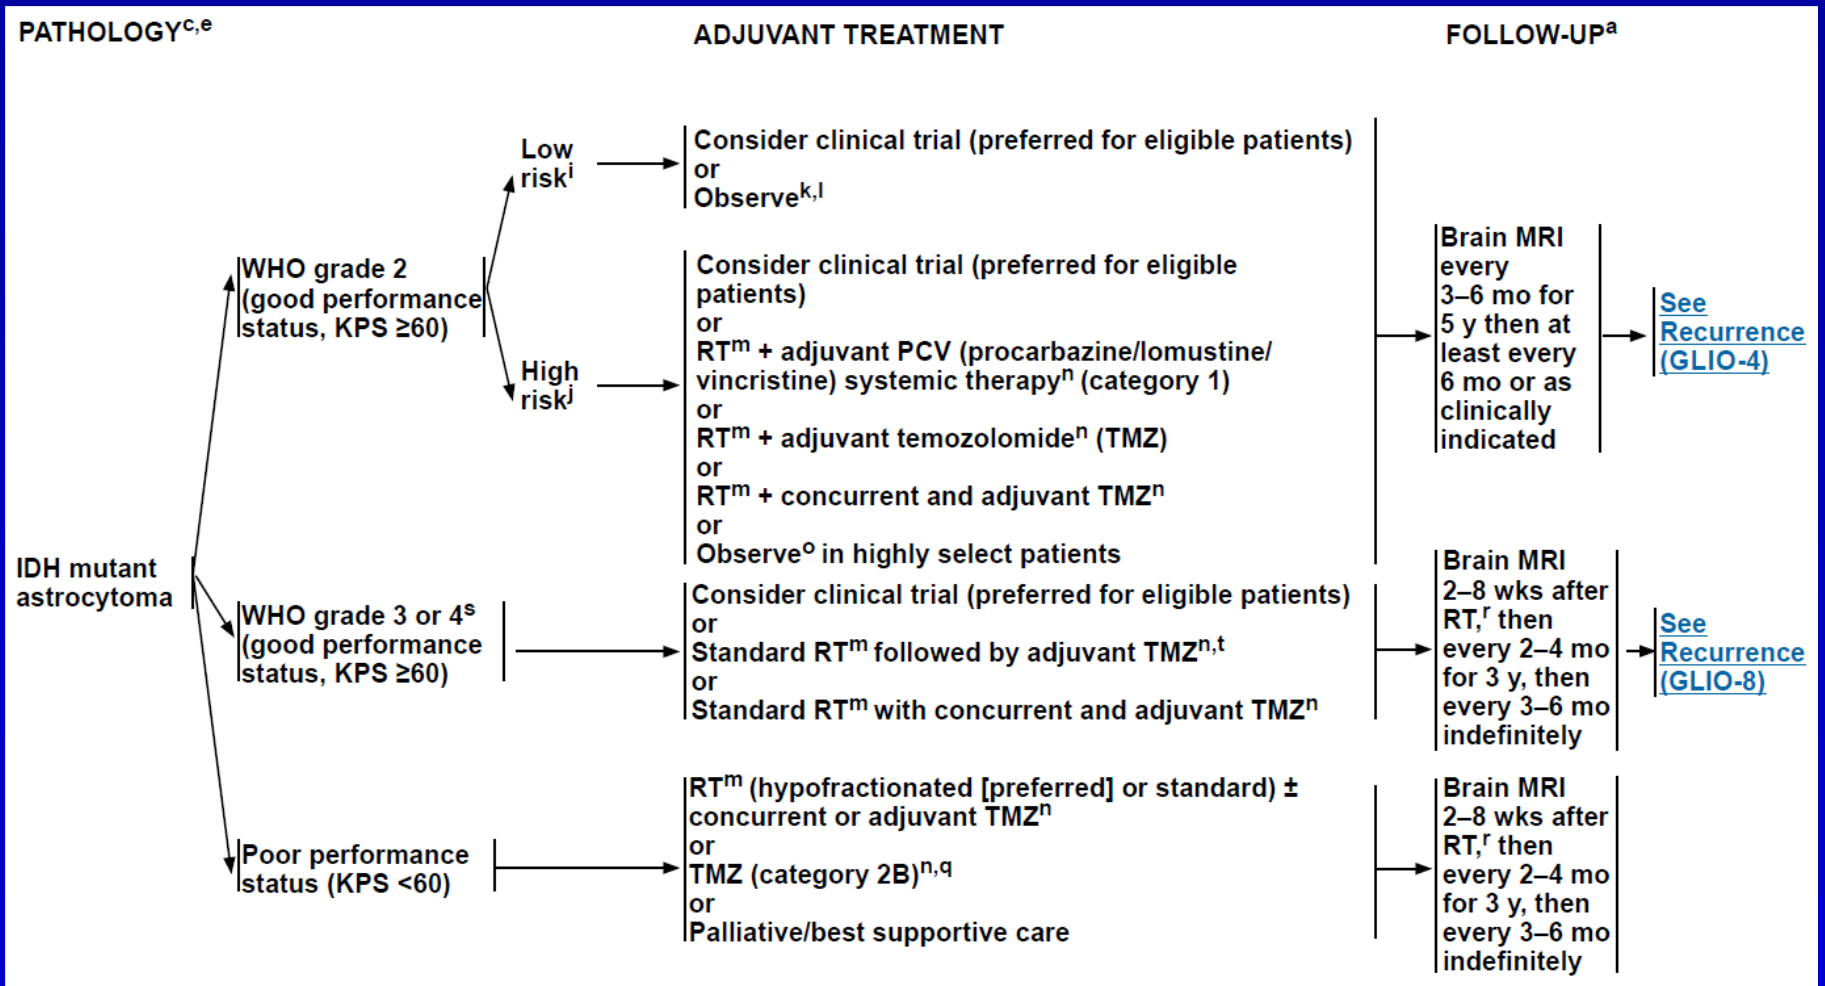 PATHOLOGYc,e
ADJUVANT TREATMENT
FOLLOW-UPa
IDH mutant
astrocytoma
WHO grade 2
(good performance
status, KPS ≥60)
Low
riski
Consider clinical trial (preferred for eligible patients)
or
Observek,l
High
riskj
Consider clinical trial (preferred for eligible
patients)
or
RTm + adjuvant PCV (procarbazine/lomustine/
vincristine) systemic therapyn (category 1)
or
RTm + adjuvant temozolomiden (TMZ)
or
RTm + concurrent and adjuvant TMZn
or
Observeo in highly select patients
Brain MRI
every
3–6 mo for
5 y then at
least every
6 mo or as
clinically
indicated
See
Recurrence
(GLIO-4)
WHO grade 3 or 4s
(good performance
status, KPS ≥60)
Consider clinical trial (preferred for eligible patients)
or
Standard RTm followed by adjuvant TMZn,t
or
Standard RTm with concurrent and adjuvant TMZn
Brain MRI
2–8 wks after
RT,r then
every 2–4 mo
for 3 y, then
every 3–6 mo
indefinitely
See
Recurrence
(GLIO-8)
Poor performance
status (KPS <60)
RTm (hypofractionated [preferred] or standard) ±
concurrent or adjuvant TMZn
or
TMZ (category 2B)n,q
or
Palliative/best supportive care
Brain MRI
2–8 wks after
RT,r then
every 2–4 mo
for 3 y, then
every 3–6 mo
indefinitely